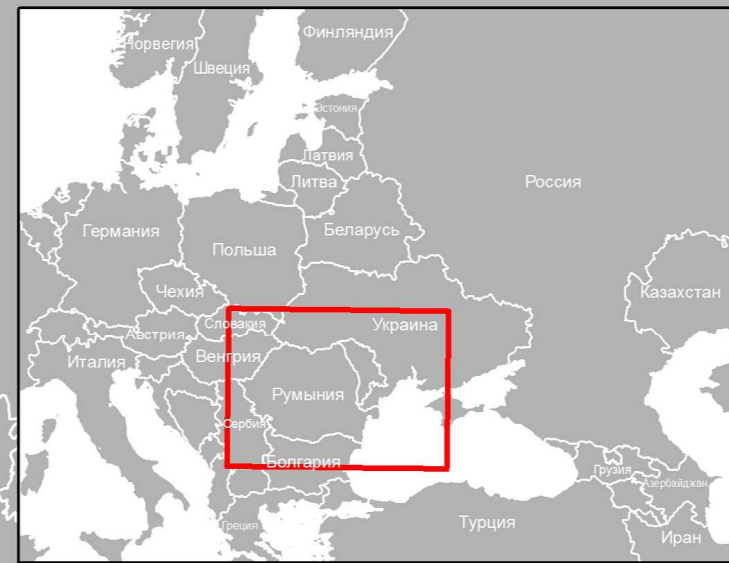 Финляндия
Норвегия
Швеция
Эстония
Латвия
Литва
Россия
Беларусь
Германия
Польша
Чехия
Казахстан
Словакия
Украина
Австрия
Венгрия
Италия
Румыния
Сербия
Болгария
Грузия
Азербайджан
Греция
Турция
Иран